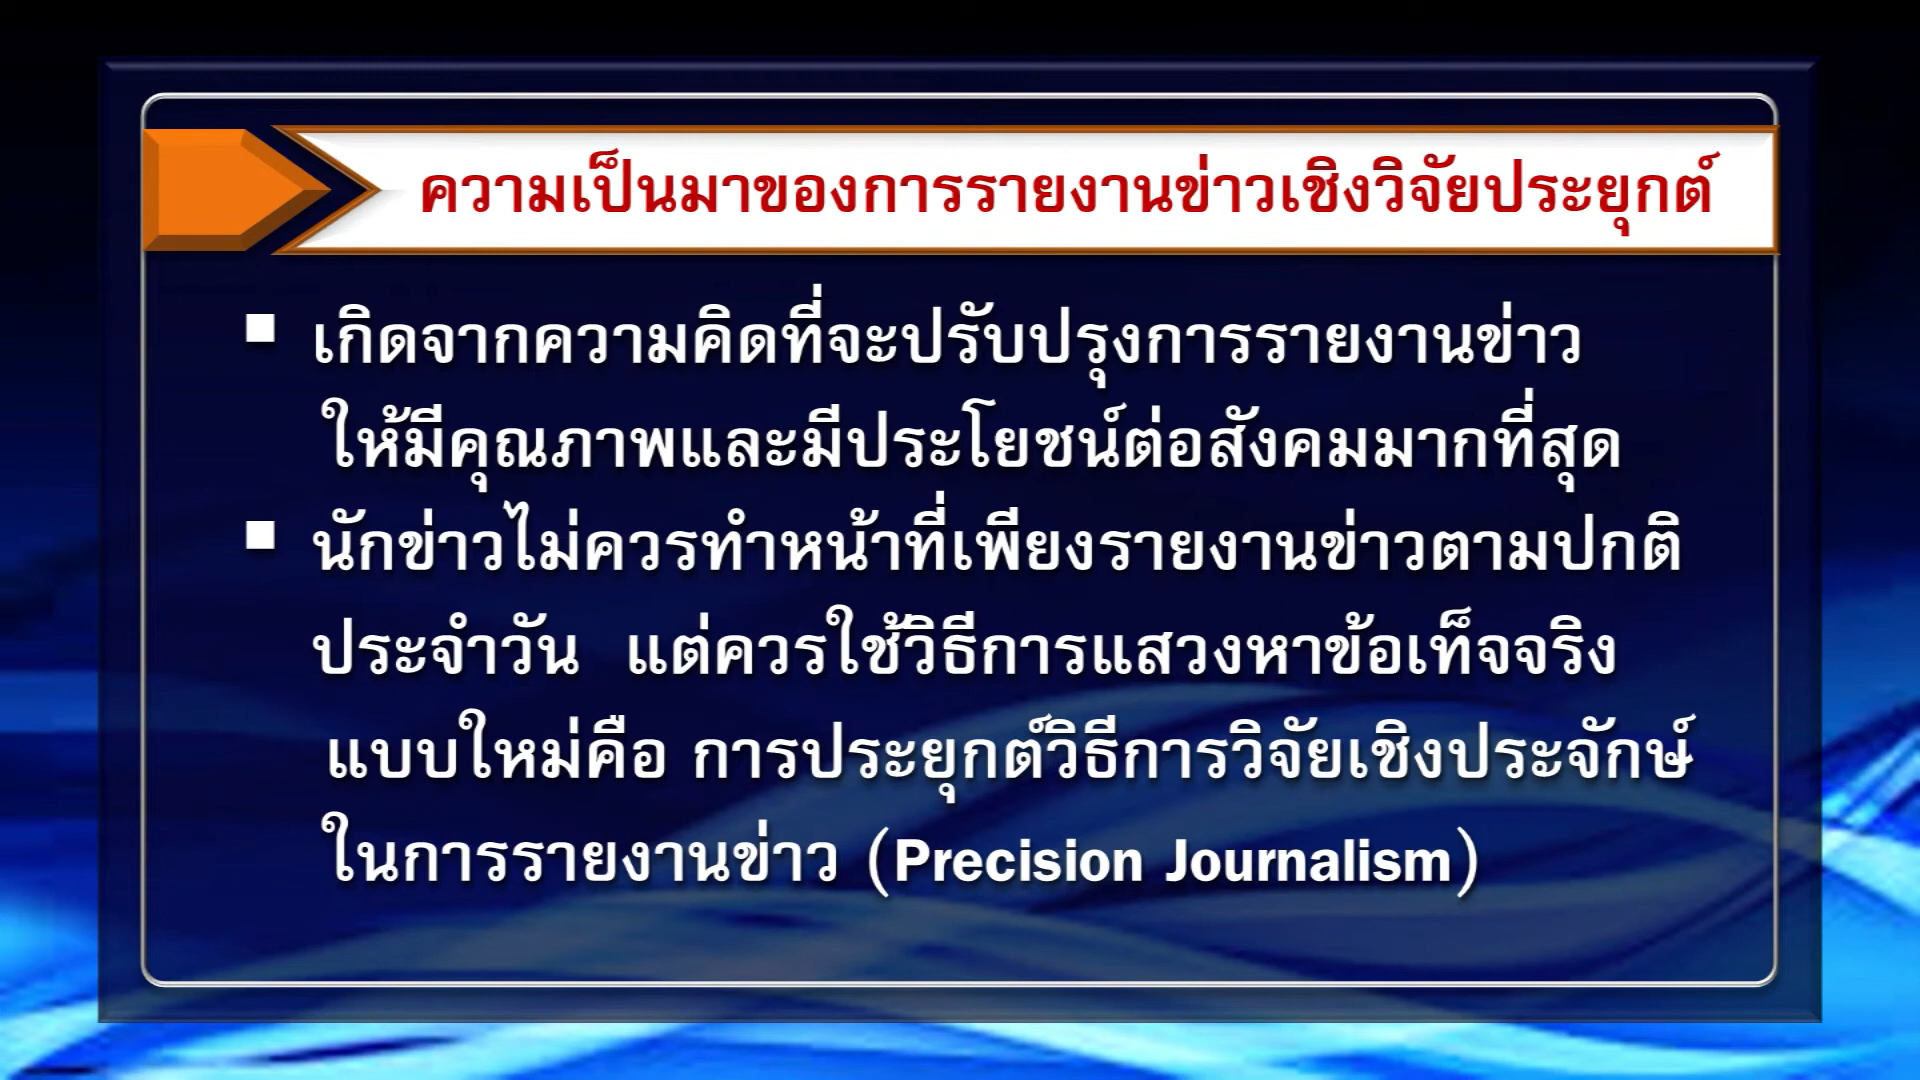 ความเป็นมาของการรายงานข่าวเชิงวิจัยประยุกต์
▪ เกิดจากความคิดที่จะปรับปรุงการรายงานข่าว
ให้มีคุณภาพและมีประโยชน์ต่อสังคมมากที่สุด
▪ นักข่าวไม่ควรทำหน้าที่เพียงรายงานข่าวตามปกติ
ประจำวัน แต่ควรใช้วิธีการแสวงหาข้อเท็จจริง
แบบใหม่คือ การประยุกต์วิธีการวิจัยเชิงประจักษ์
ในการรายงานข่าว (Precision Journalism)